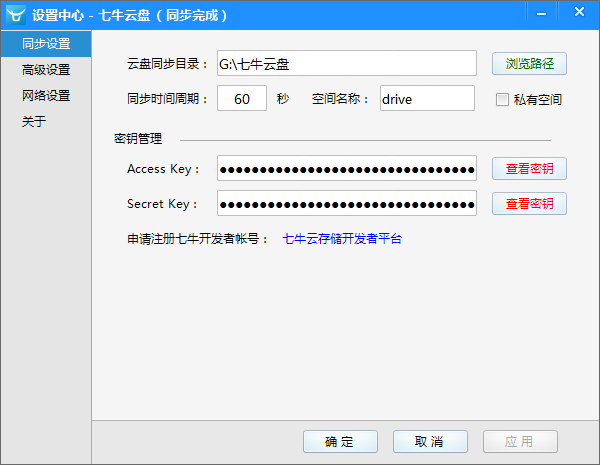 设置中心 - 七牛云盘（同步完成）
同步设置
高级设置
网络设置
关于
云盘同步目录： G:\七牛云盘 浏览路径
同步时间周期： 60 秒 空间名称： drive 私有空间
密钥管理
Access Key： ●●●●●●●●●●●●●●●●●●●●●●●●●●●●●●●● 查看密钥
Secret Key： ●●●●●●●●●●●●●●●●●●●●●●●●●●●●●●●● 查看密钥
申请注册七牛开发者帐号： 七牛云存储开发者平台
确 定 取 消 应 用